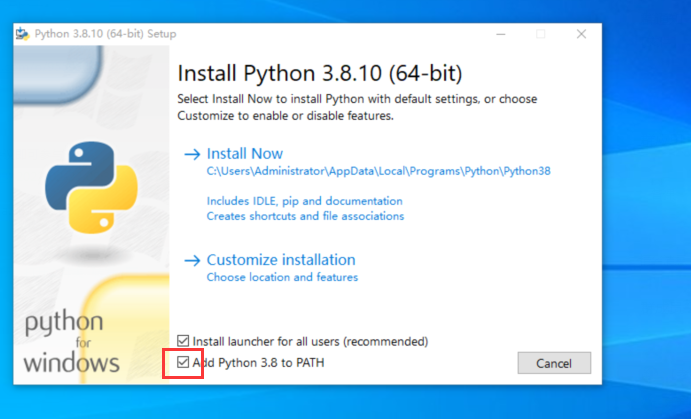 Python 3.8.10 (64-bit) Setup
Install Python 3.8.10 (64-bit)
Select Install Now to install Python with default settings, or choose
Customize to enable or disable features.
Install Now
C:\Users\Administrator\AppData\Local\Programs\Python\Python38
Includes IDLE, pip and documentation
Creates shortcuts and file associations
Customize installation
Choose location and features
python
for
windows
Install launcher for all users (recommended)
Add Python 3.8 to PATH
Cancel